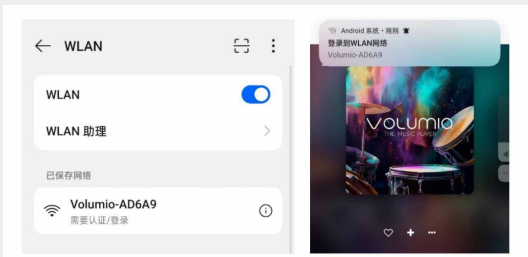 WLAN
WLAN
WLAN 助理
已保存网络
Volumio-AD6A9
需要认证/登录
Android 系统・刚刚
登录到WLAN网络
Volumio-AD6A9
VOLUMIO
THE MUSIC PLAYER